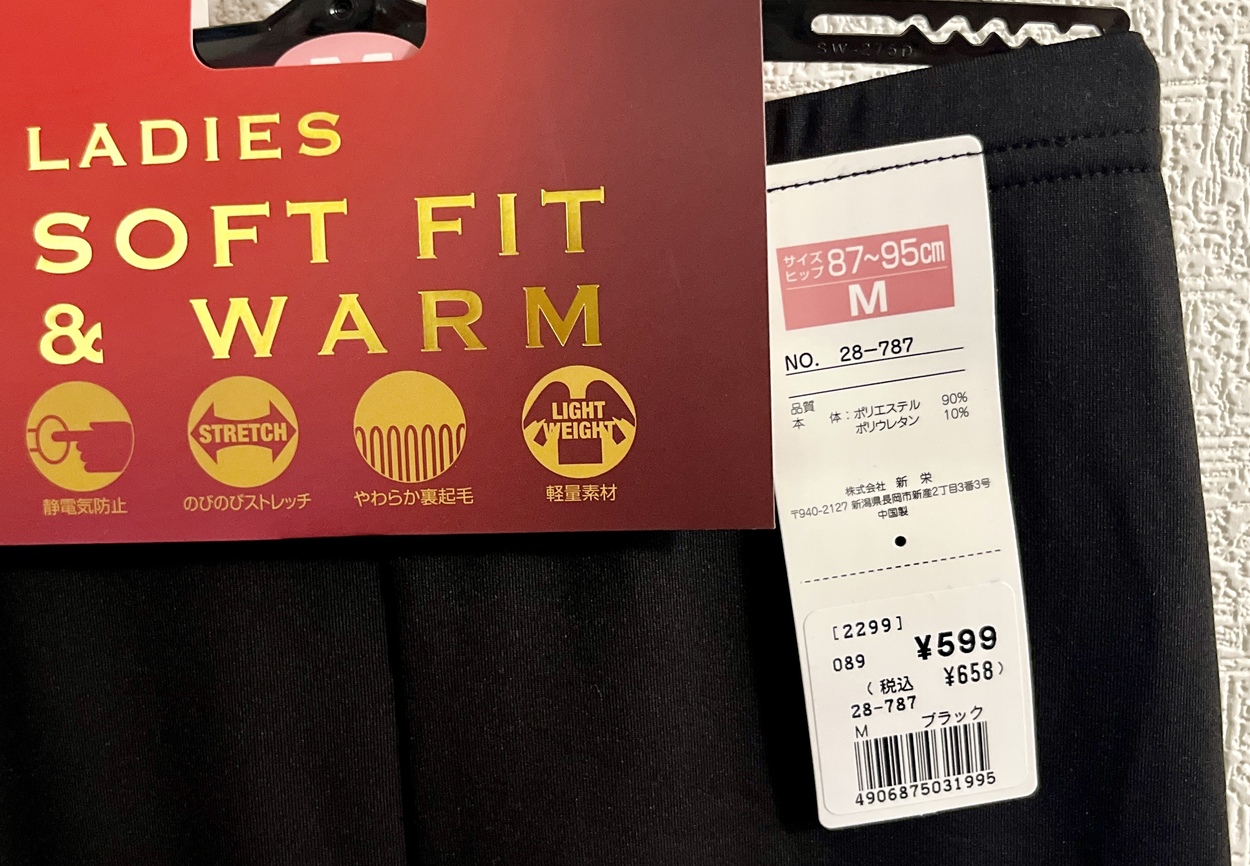 LADIES
SOFT FIT
& WARM
STRETCH
LIGHT
WEIGHT
静電気防止
のびのびストレッチ
やわらか裏起毛
軽量素材
SW-275P
サイズ
ヒップ 87~95cm
M
NO. 28-787
品質
本 体:ポリエステル 90%
ポリウレタン 10%
株式会社 新 栄
〒940-2127 新潟県長岡市新産2丁目3番3号
中国製
[2299]
089 ¥599
(税込 ¥658)
28-787
M ブラック
4906875031995